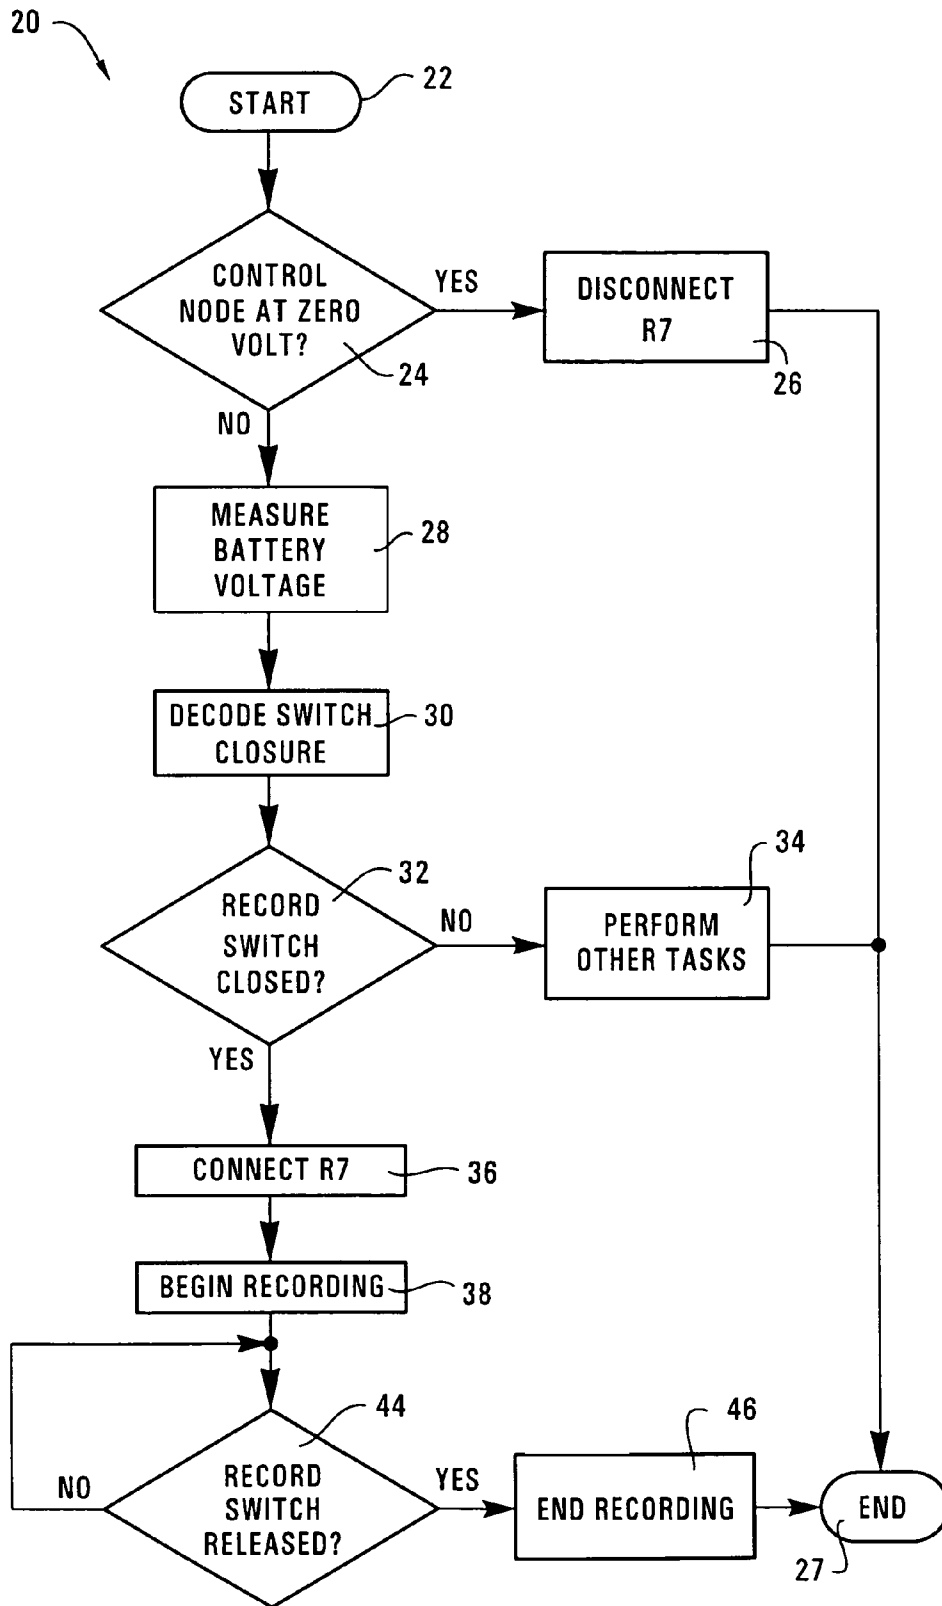 20
START
22
CONTROL
NODE AT ZERO
VOLT?
24
YES
DISCONNECT
R7
26
NO
MEASURE
BATTERY
VOLTAGE
28
DECODE SWITCH
CLOSURE
30
RECORD
SWITCH
CLOSED?
32
NO
PERFORM
OTHER TASKS
34
YES
CONNECT R7
36
BEGIN RECORDING
38
RECORD
SWITCH
RELEASED?
44
NO
YES
END RECORDING
46
END
27